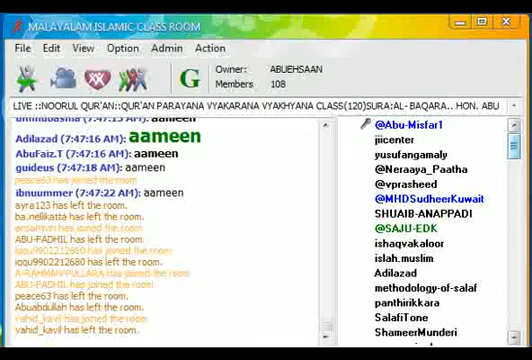 MALAYALAM ISLAMIC CLASS ROOM
File Edit View Option Admin Action
G
Owner: ABUEHSAAN
Members 108
LIVE ::NOORUL QUR'AN::QUR'AN PARAYANA VYAKARANA VYAKHYANA CLASS(120)SURA:AL- BAQARA.. HON. ABU
aameen
Adilazad (7:47:16 AM): aameen
AbuFaiz.T (7:47:16 AM): aameen
guideus (7:47:18 AM): aameen
peace63 has joined the room
ibnuummer (7:47:22 AM): aameen
ayra123 has left the room.
ba.nellikatta has left the room.
has joined the room
ABU-FADHIL has left the room.
iqqu9902212680 has joined the room
iqqu9902212680 has left the room.
A-RAHMAN-PULLARA has joined the room
ABU-FADHIL has joined the room
peace63 has left the room.
Abuabdullah has left the room.
vahid_kavil has joined the room
vahid_kavil has left the room.
@Abu-Misfar1
jiicenter
yusufangamaly
@Neraaya_Paatha
@vprasheed
@MHDSudheerKuwait
SHUAIB-ANAPPADI
@SAJU-EDK
ishaqvakaloor
islah.muslim
Adilazad
methodology-of-salaf
panthirikkara
SalafiTone
ShameerMunderi